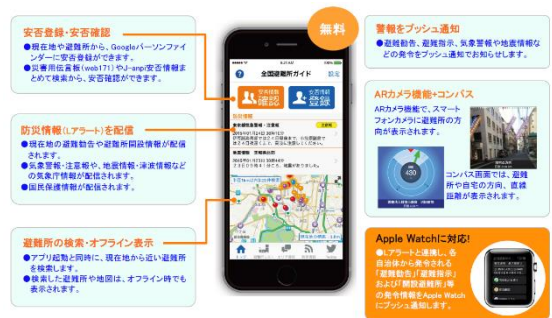 安否登録・安否確認
●現在地や避難所から、Googleパーソンファイ
ンダーに安否登録ができます。
●災害用伝言板(web171)やJ-anpi安否情報ま
とめて検索から、安否確認ができます。
防災情報(Lアラート)を配信
●現在地の避難勧告や避難所開設情報が配信
されます。
●気象警報・注意報や、地震情報・津波情報など
の気象庁情報が配信されます。
●国民保護情報が配信されます。
避難所の検索・オフライン表示
●アプリ起動と同時に、現在地から近い避難所
を検索します。
●検索した避難所や地図は、オフライン時でも
表示されます。
無料
全国避難所ガイド
設定
安否情報
確認
安否情報
登録
防災情報
警報をプッシュ通知
●避難勧告、避難指示、気象警報や地震情報など
の発令をプッシュ通知でお知らせします。
ARカメラ機能+コンパス
ARカメラ機能で、スマート
フォンカメラに避難所の方
向が表示されます。
430
コンパス画面では、避難
所や自宅の方向、直線
距離が表示されます。
Apple Watchに対応!
●Lアラートと連携し、各
自治体から発令される
「避難勧告」「避難指示」
および「開設避難所」等
の発令情報をApple Watch
にプッシュ通知します。